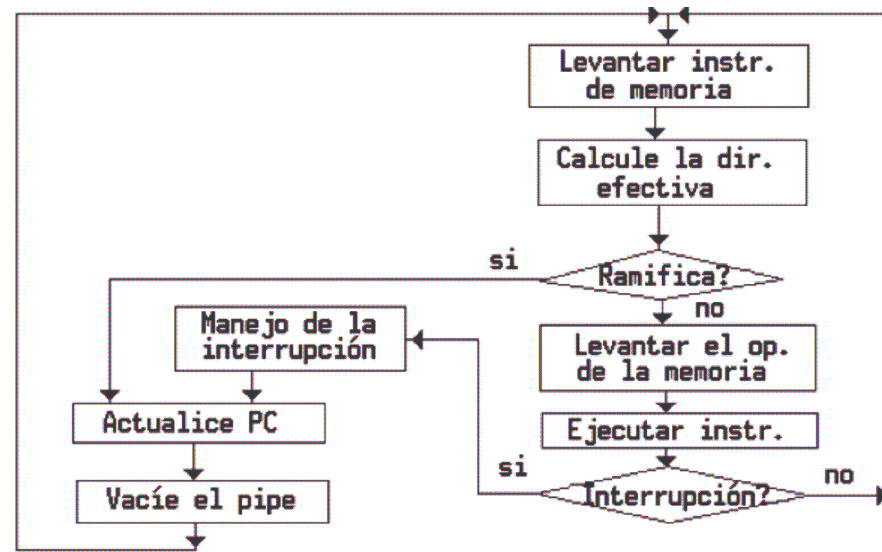 Levantar instr.
de memoria
Calcule la dir.
efectiva
si
Ramifica?
no
Manejo de la
interrupción
Levantar el op.
de la memoria
Actualice PC
Ejecutar instr.
si
Interrupción?
no
Vacíe el pipe